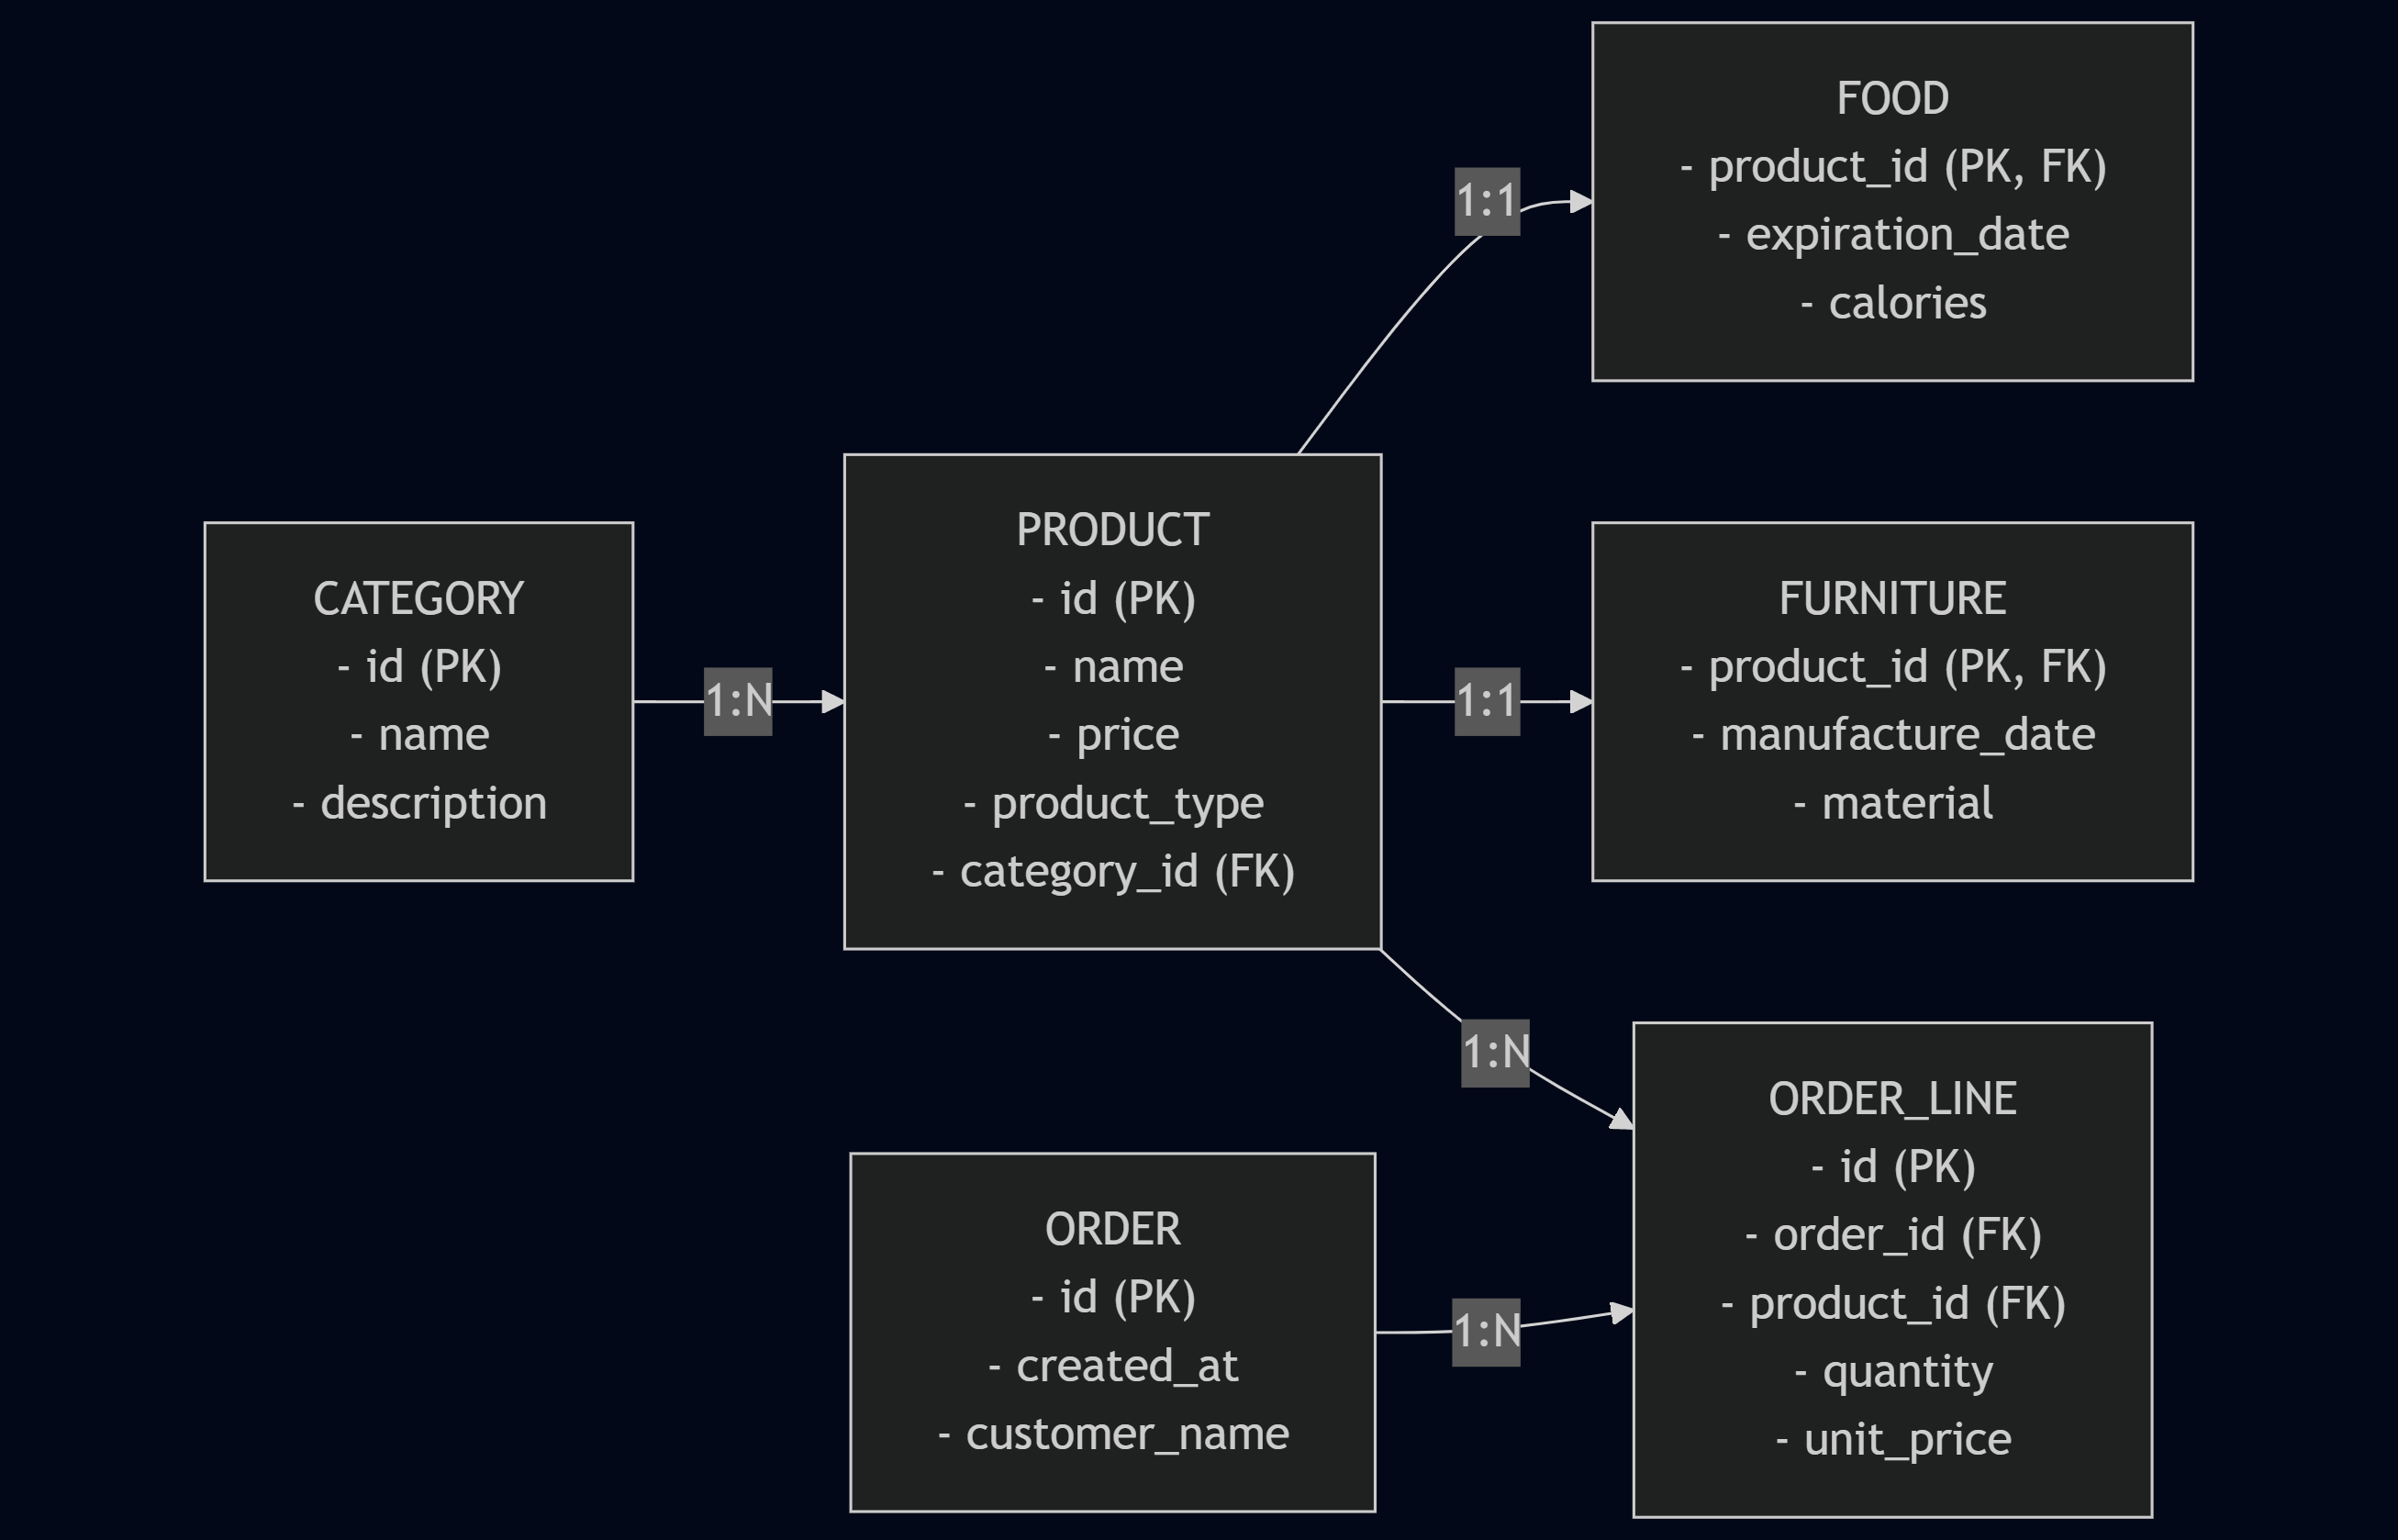 FOOD
- product_id (PK, FK)
- expiration_date
- calories
1:1
PRODUCT
- id (PK)
- name
- price
- product_type
- category_id (FK)
CATEGORY
- id (PK)
- name
- description
1:N
1:1
FURNITURE
- product_id (PK, FK)
- manufacture_date
- material
1:N
ORDER_LINE
- id (PK)
- order_id (FK)
- product_id (FK)
- quantity
- unit_price
ORDER
- id (PK)
- created_at
- customer_name
1:N